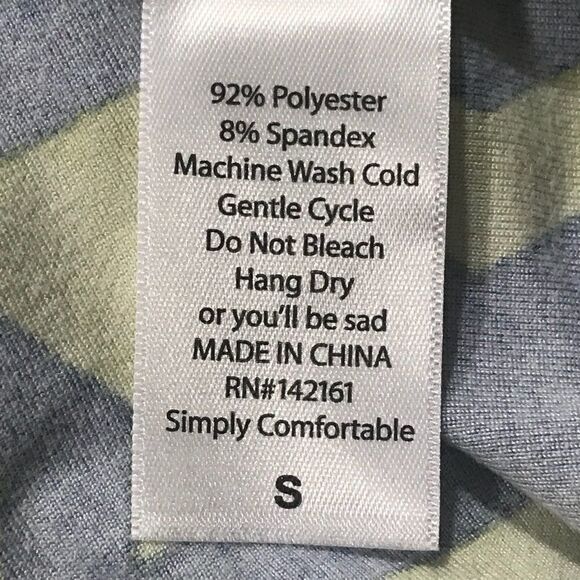 92% Polyester
8% Spandex
Machine Wash Cold
Gentle Cycle
Do Not Bleach
Hang Dry
or you'll be sad
MADE IN CHINA
RN#142161
Simply Comfortable
S